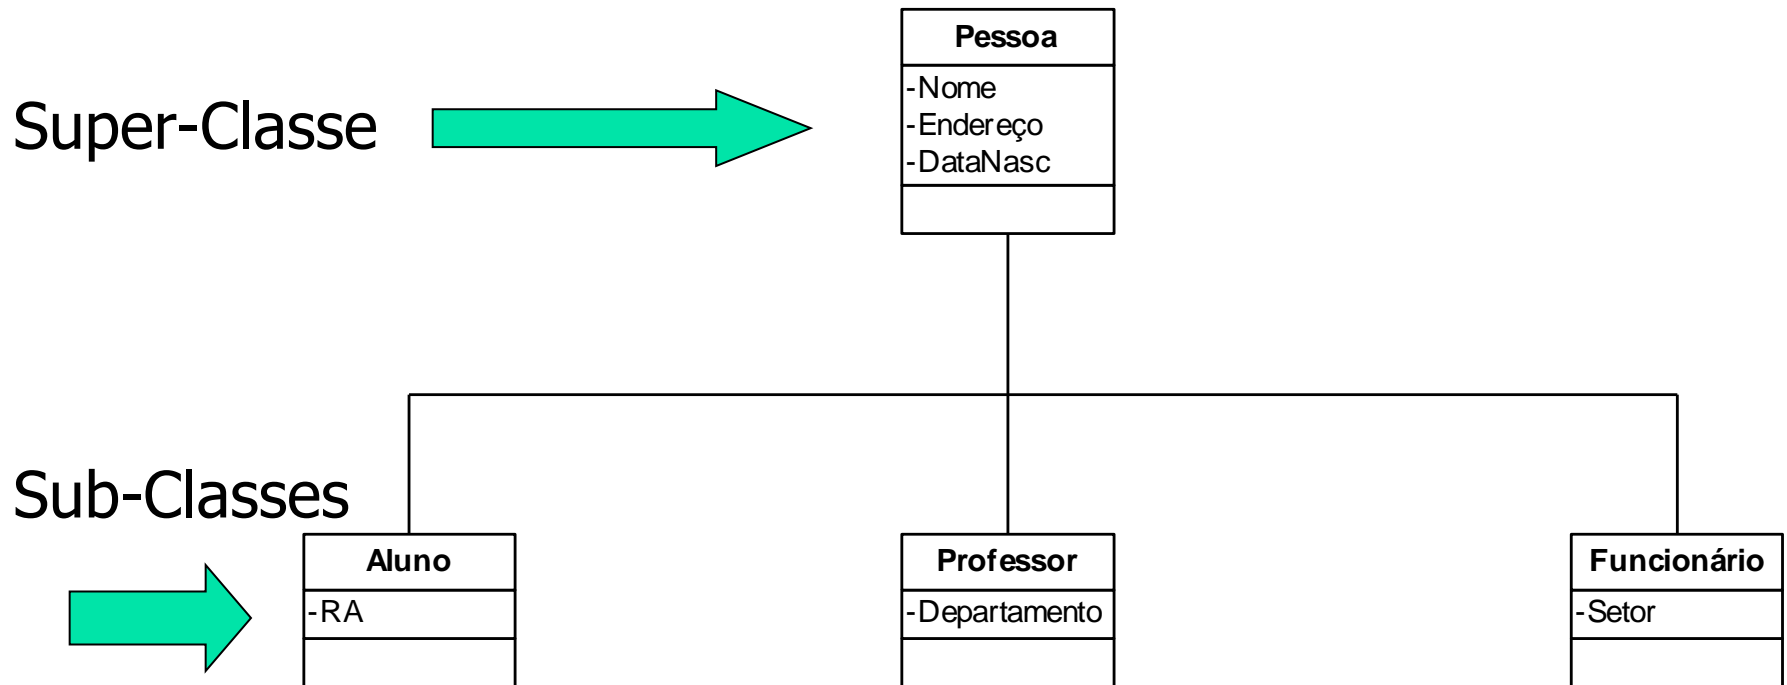 Pessoa
-Nome
-Endereço
-DataNasc
Super-Classe
Sub-Classes
Aluno
-RA
Professor
-Departamento
Funcionário
-Setor